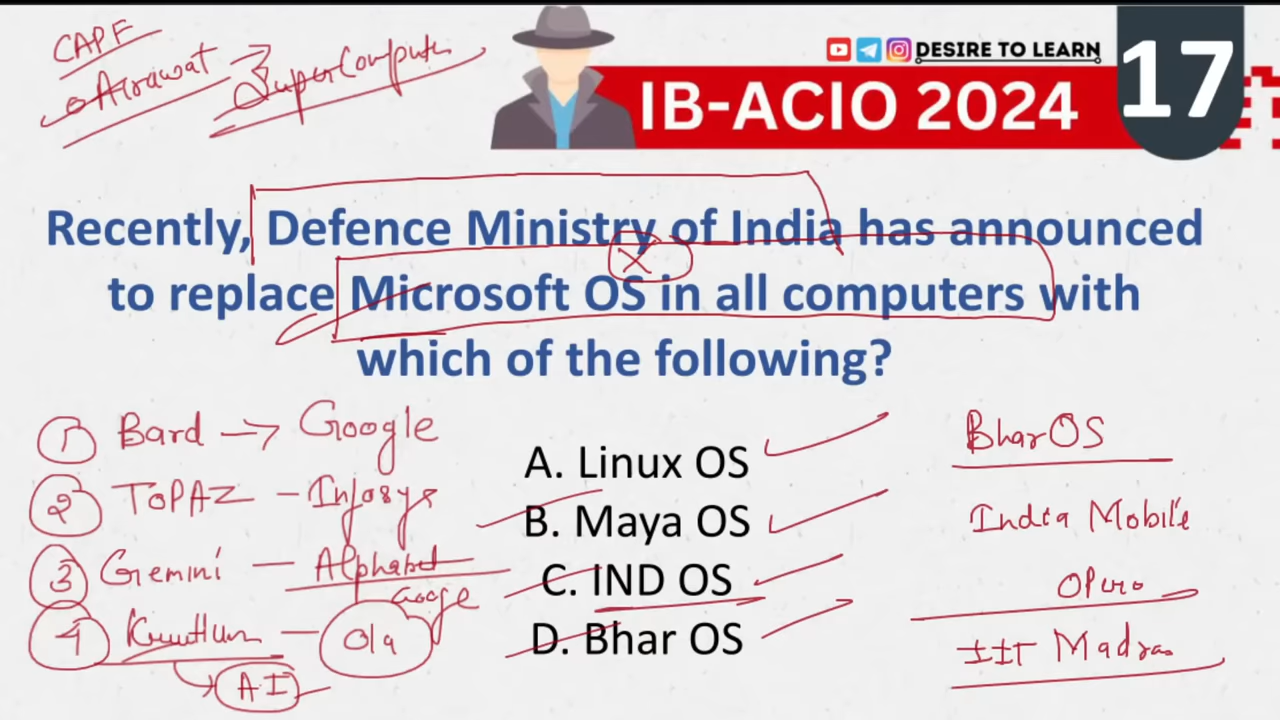 CAPF
Airawat → SuperComputer
DESIRE TO LEARN
IB-ACIO 2024
17
Recently, Defence Ministry of India has announced
to replace Microsoft OS in all computers with
which of the following?
① Bard → Google
② TOPAZ - Infosys
③ Gemini - Alphabet
Google
④ - Ola
AI
A. Linux OS
B. Maya OS
C. IND OS
D. Bhar OS
BharOS
India Mobile
IIT Madras